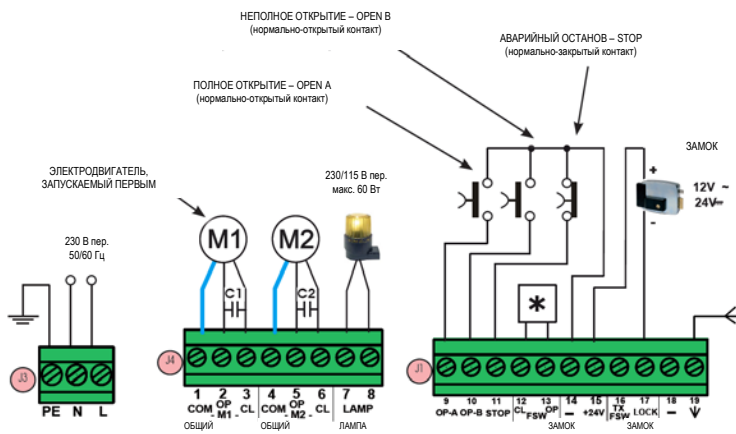 НЕПОЛНОЕ ОТКРЫТИЕ – OPEN B
(нормально-открытый контакт)
АВАРИЙНЫЙ ОСТАНОВ – STOP
(нормально-закрытый контакт)
ПОЛНОЕ ОТКРЫТИЕ – OPEN A
(нормально-открытый контакт)
ЗАМОК
ЭЛЕКТРОДВИГАТЕЛЬ,
ЗАПУСКАЕМЫЙ ПЕРВЫМ
230/115 В пер.
макс. 60 Вт
+
12V ~
24V⎓
-
230 В пер.
50/60 Гц
M1
M2
C1
C2
*
J3
J4
J1
PE N L
1 2 3 4 5 6 7 8
COM OP CL COM OP CL LAMP
- M1 - - M2 -
ОБЩИЙ ОБЩИЙ ЛАМПА
9 10 11 12 13 14 15 16 17 18 19
OP-A OP-B STOP CL OP — +24V TX LOCK —
FSW FSW
ЗАМОК ЗАМОК